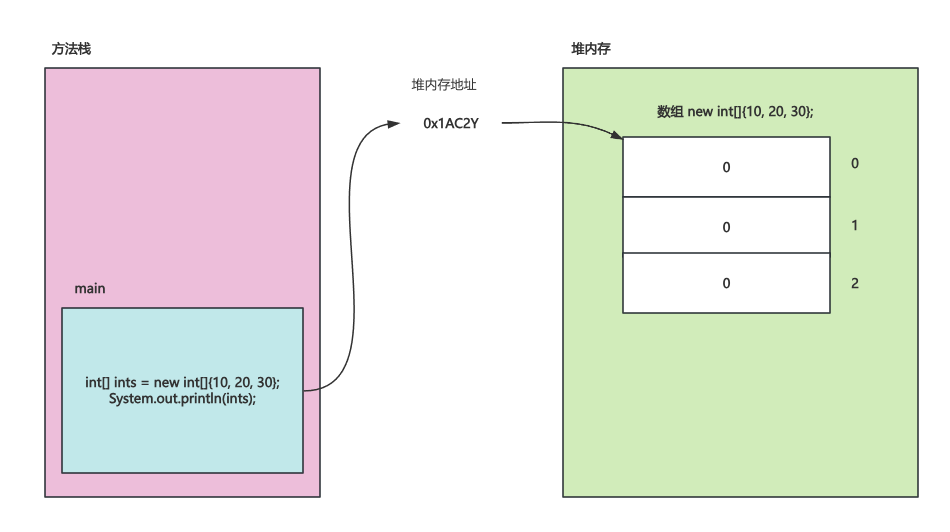 方法栈
堆内存
堆内存地址
0x1AC2Y
数组 new int[]{10, 20, 30};
0
0
0
1
0
2
main
int[] ints = new int[]{10, 20, 30};
System.out.println(ints);